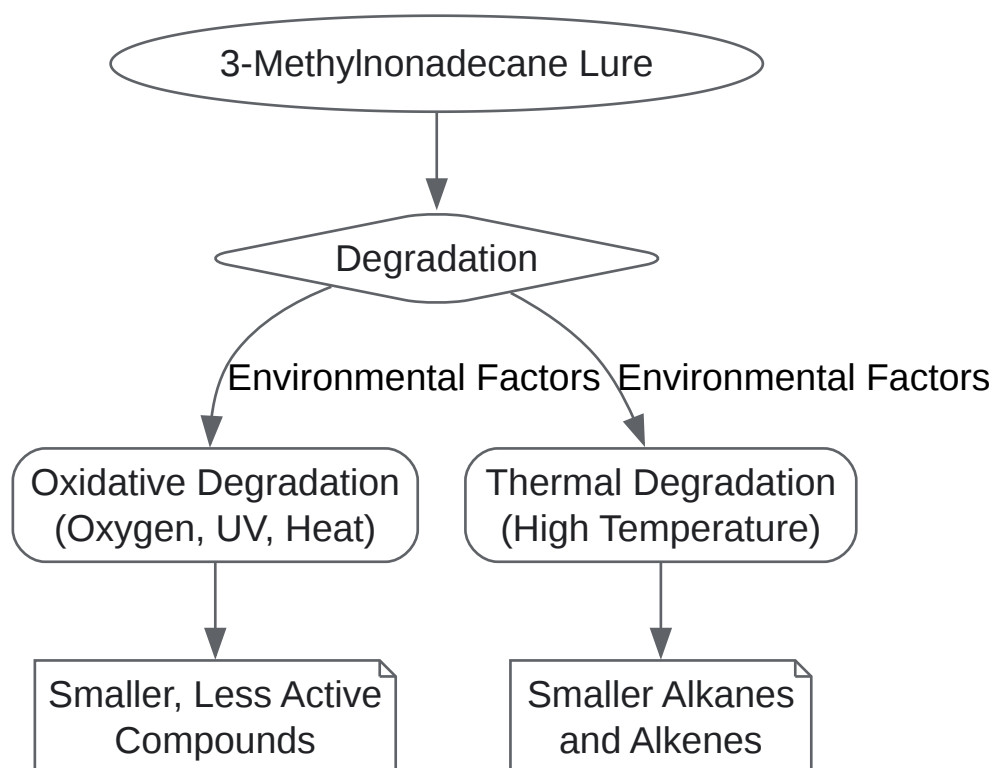 3-Methylnonadecane Lure
Degradation
Environmental Factors
Environmental Factors
Oxidative Degradation
(Oxygen, UV, Heat)
Thermal Degradation
(High Temperature)
Smaller, Less Active
Compounds
Smaller Alkanes
and Alkenes